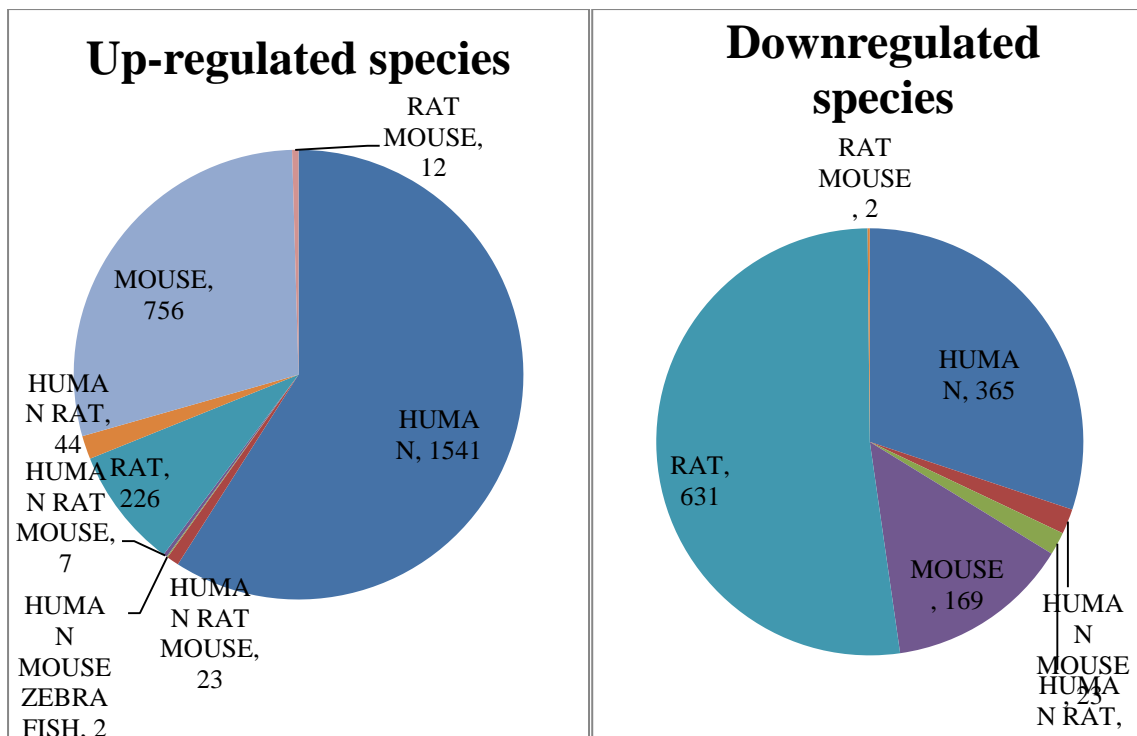 Up-regulated species
RAT
MOUSE,
12
MOUSE,
756
HUMA
N RAT,
44
HUMA
N RAT
MOUSE,
7
RAT,
226
HUMA
N, 1541
HUMA
N
MOUSE
ZEBRA
FISH, 2
HUMA
N RAT
MOUSE,
23
Downregulated
species
RAT
MOUSE
, 2
HUMA
N, 365
RAT,
631
MOUSE
, 169
HUMA
N
MOUSE
, 23
HUMA
N RAT,